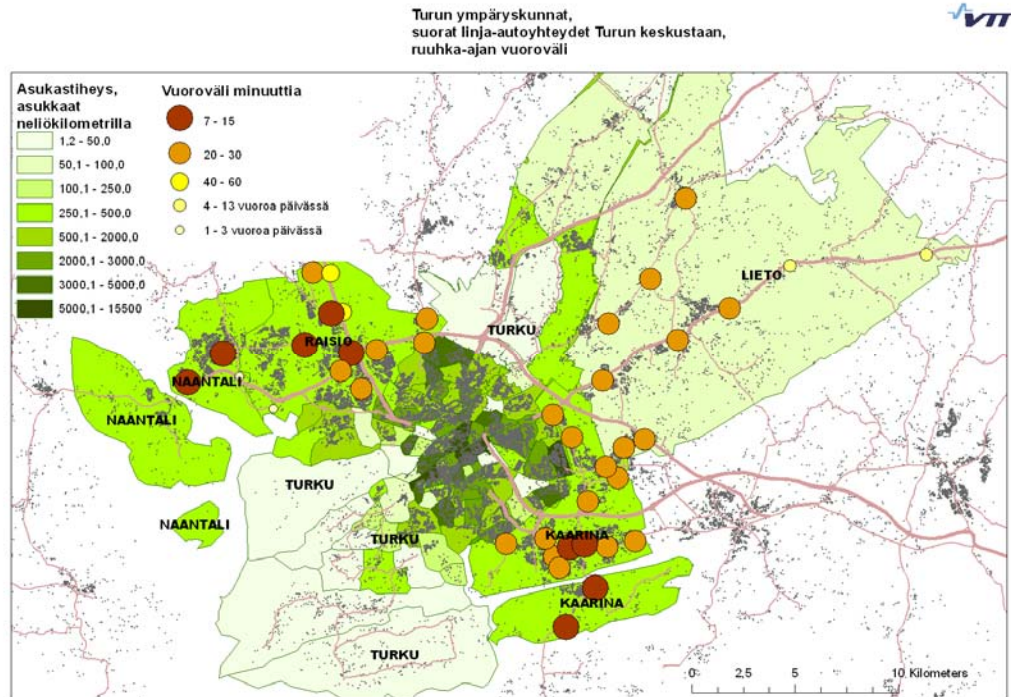 Turun ympäryskunnat,
suorat linja-autoyhteydet Turun keskustaan,
ruuhka-ajan vuoroväli
VTT
Asukastiheys,
asukkaat
neliökilometrilla
1,2 - 50,0
50,1 - 100,0
100,1 - 250,0
250,1 - 500,0
500,1 - 2000,0
2000,1 - 3000,0
3000,1 - 5000,0
5000,1 - 15500
Vuoroväli minuuttia
7 - 15
20 - 30
40 - 60
4 - 13 vuoroa päivässä
1 - 3 vuoroa päivässä
LIETO
TURKU
RAISIO
NAANTALI
NAANTALI
TURKU
NAANTALI
TURKU
KAARINA
KAARINA
TURKU
0 2,5 5 10 Kilometers